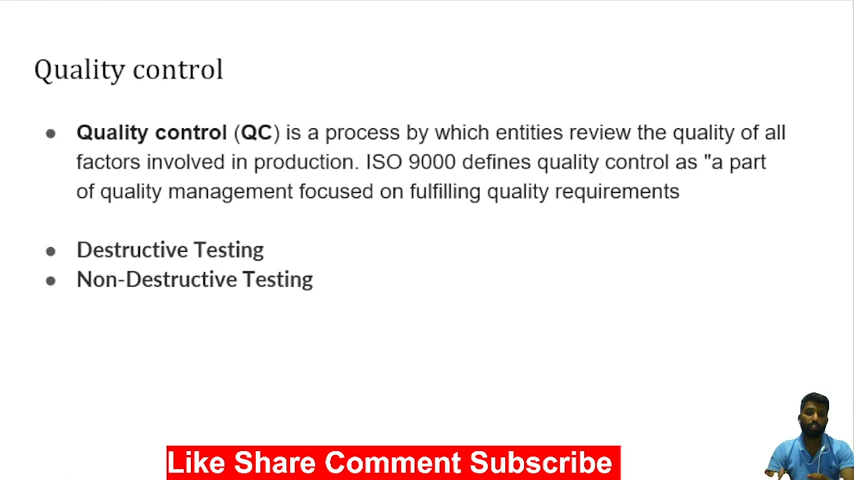 Quality control
● Quality control (QC) is a process by which entities review the quality of all
factors involved in production. ISO 9000 defines quality control as "a part
of quality management focused on fulfilling quality requirements
● Destructive Testing
● Non-Destructive Testing
Like Share Comment Subscribe